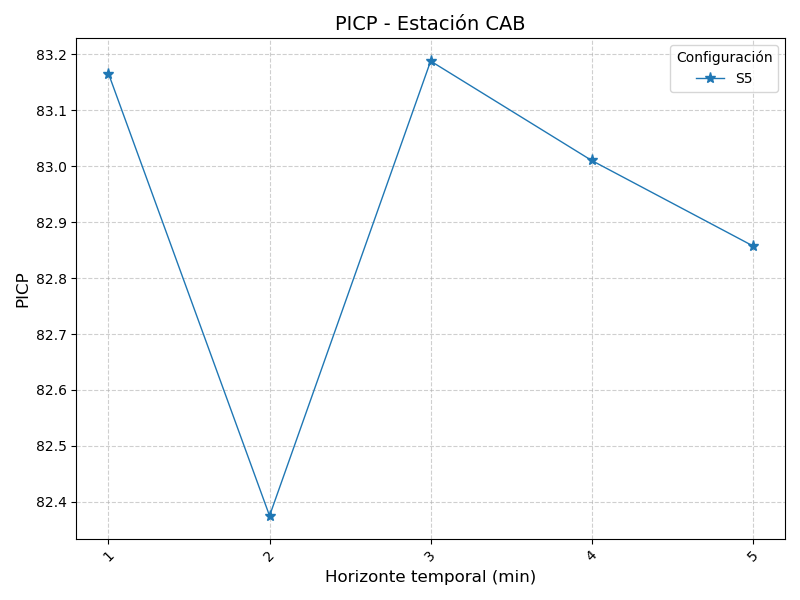 PICP - Estación CAB
Configuración
S5
83.2
83.1
83.0
82.9
82.8
82.7
82.6
82.5
82.4
PICP
1
2
3
4
5
Horizonte temporal (min)